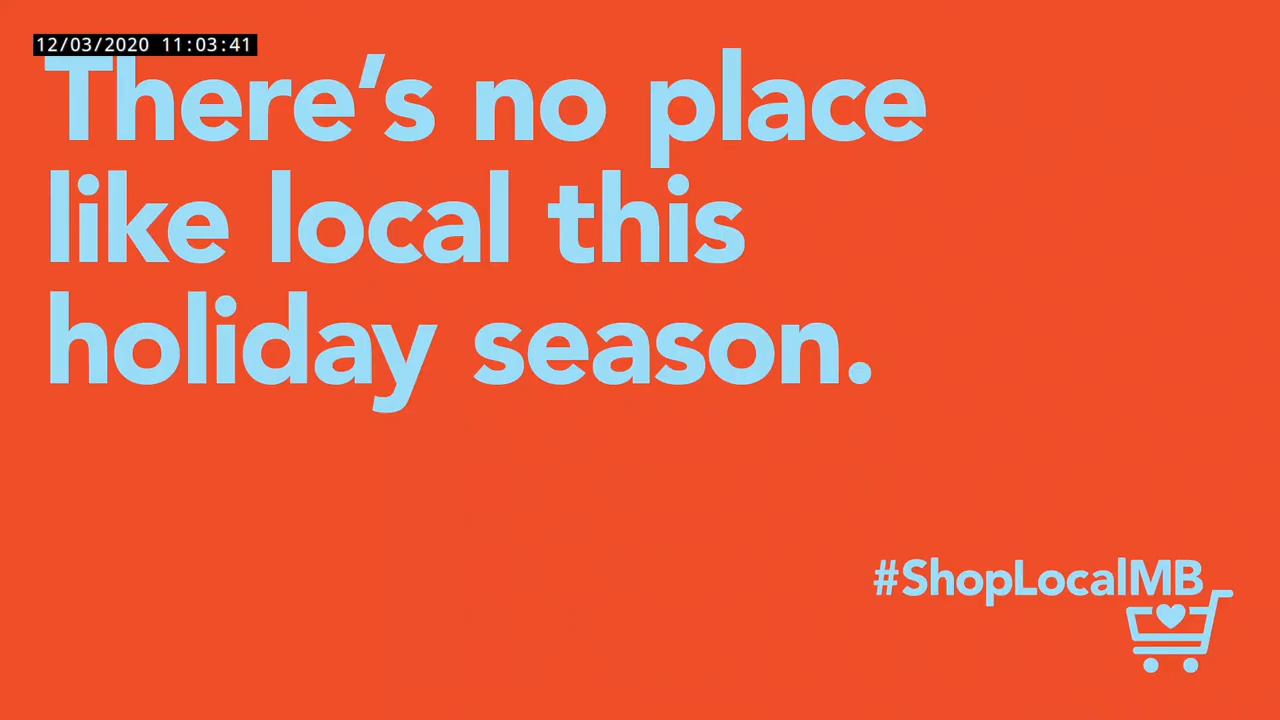 12/03/2020 11:03:41
There's no place
like local this
holiday season.
#ShopLocalMB